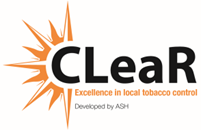 CLeaR
Excellence in local tobacco control
Developed by ASH